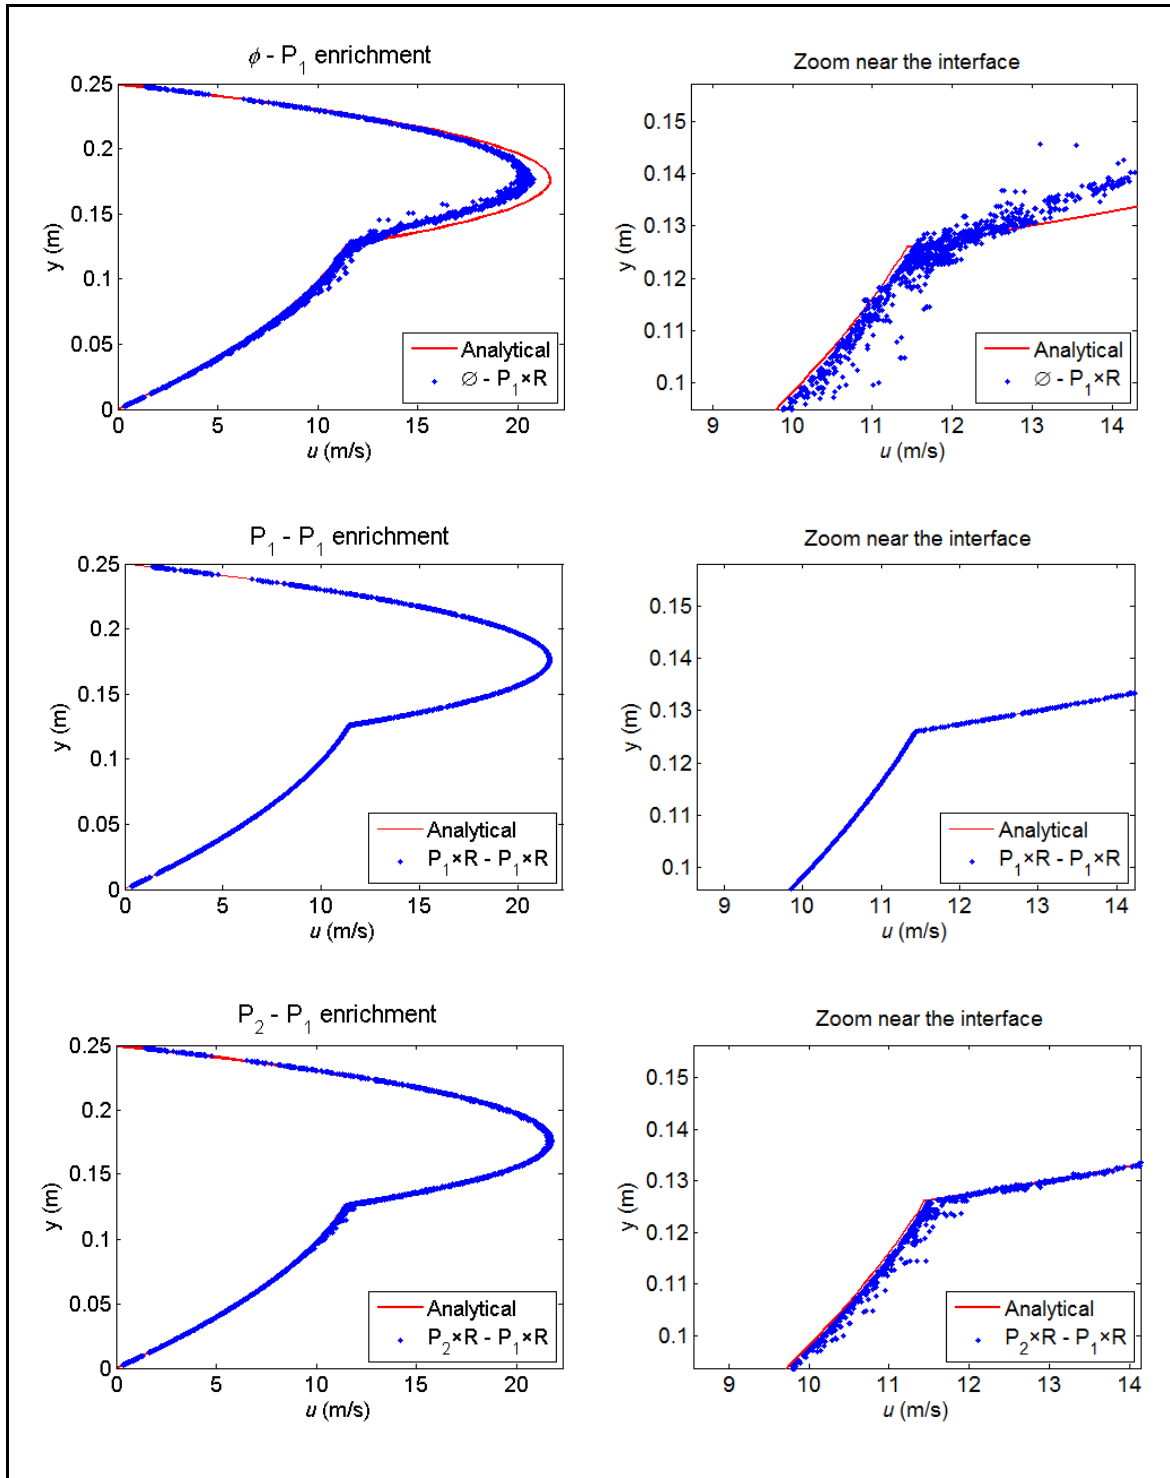 ϕ - P₁ enrichment
Zoom near the interface
0.25
0.2
0.15
0.1
0.05
0
y (m)
0 5 10 15 20
u (m/s)
Analytical
∅ - P₁×R
0.15
0.14
0.13
0.12
0.11
0.1
y (m)
9 10 11 12 13 14
u (m/s)
Analytical
∅ - P₁×R
P₁ - P₁ enrichment
Zoom near the interface
0.25
0.2
0.15
0.1
0.05
0
y (m)
0 5 10 15 20
u (m/s)
Analytical
P₁×R - P₁×R
0.15
0.14
0.13
0.12
0.11
0.1
y (m)
9 10 11 12 13 14
u (m/s)
Analytical
P₁×R - P₁×R
P₂ - P₁ enrichment
Zoom near the interface
0.25
0.2
0.15
0.1
0.05
0
y (m)
0 5 10 15 20
u (m/s)
Analytical
P₂×R - P₁×R
0.15
0.14
0.13
0.12
0.11
0.1
y (m)
9 10 11 12 13 14
u (m/s)
Analytical
P₂×R - P₁×R